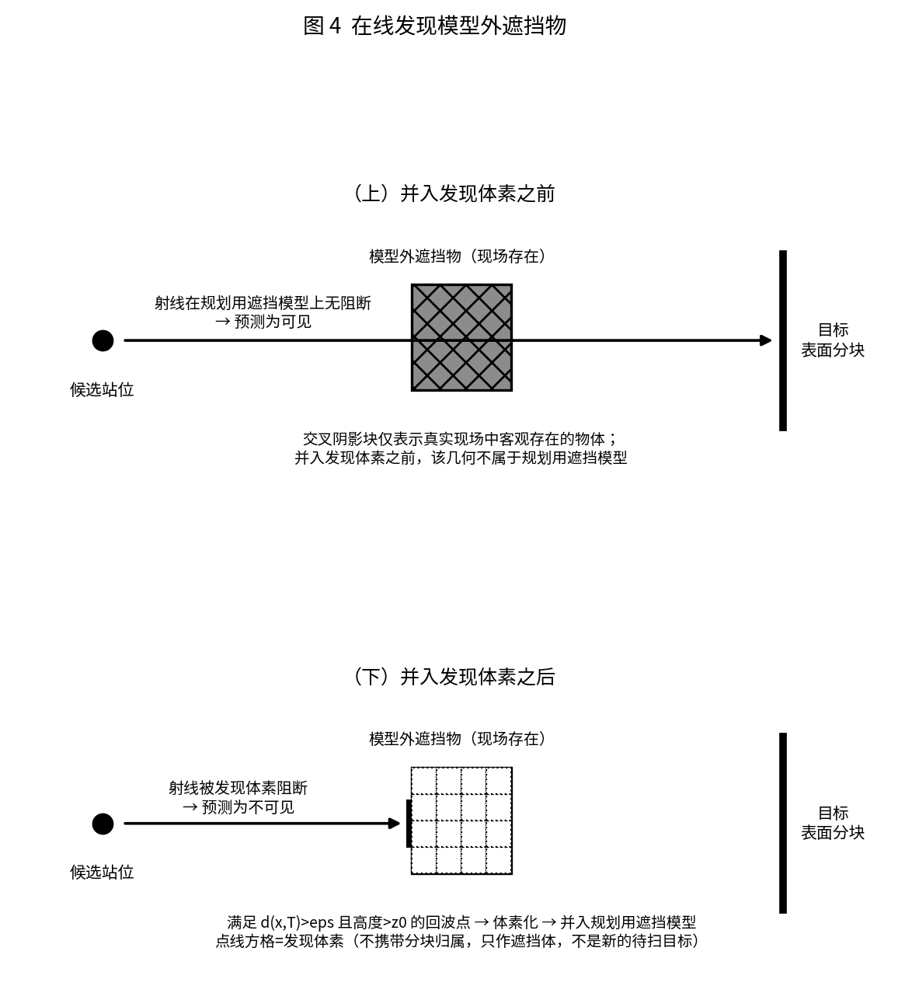 图 4  在线发现模型外遮挡物
（上）并入发现体素之前
模型外遮挡物（现场存在）
射线在规划用遮挡模型上无阻断
→ 预测为可见
目标
表面分块
候选站位
交叉阴影块仅表示真实现场中客观存在的物体；
并入发现体素之前，该几何不属于规划用遮挡模型
（下）并入发现体素之后
模型外遮挡物（现场存在）
射线被发现体素阻断
→ 预测为不可见
目标
表面分块
候选站位
满足 d(x,T)>eps 且高度>z0 的回波点 → 体素化 → 并入规划用遮挡模型
点线方格=发现体素（不携带分块归属，只作遮挡体，不是新的待扫目标）